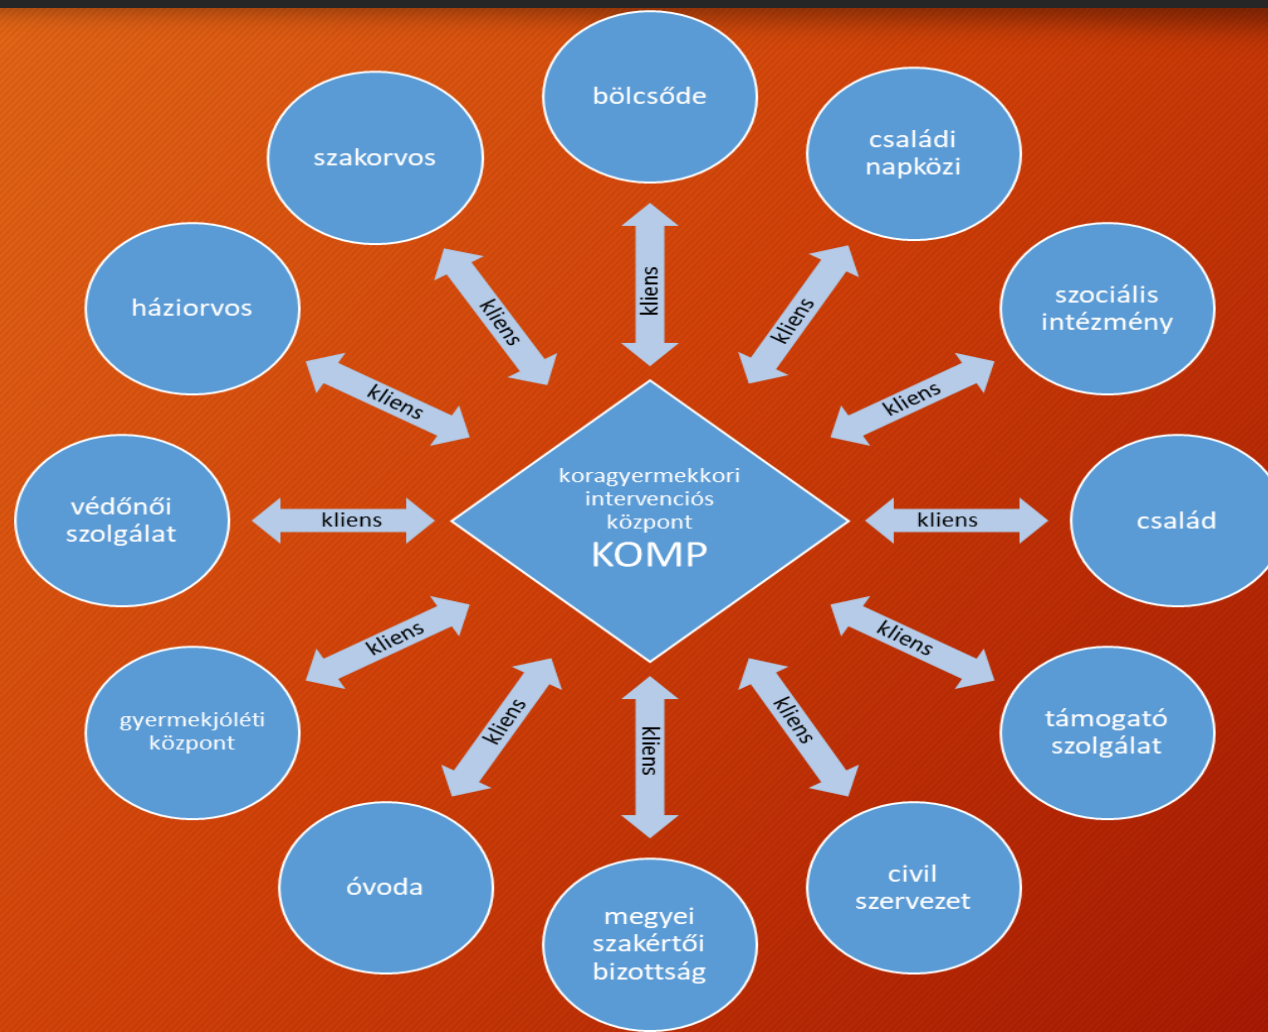 bölcsőde
családi
napközi
szociális
intézmény
család
támogató
szolgálat
civil
szervezet
megyei
szakértői
bizottság
óvoda
gyermekjóléti
központ
védőnői
szolgálat
háziorvos
szakorvos
kliens
kliens
kliens
kliens
kliens
kliens
kliens
kliens
kliens
kliens
kliens
kliens
koragyermekkori
intervenciós
központ
KOMP